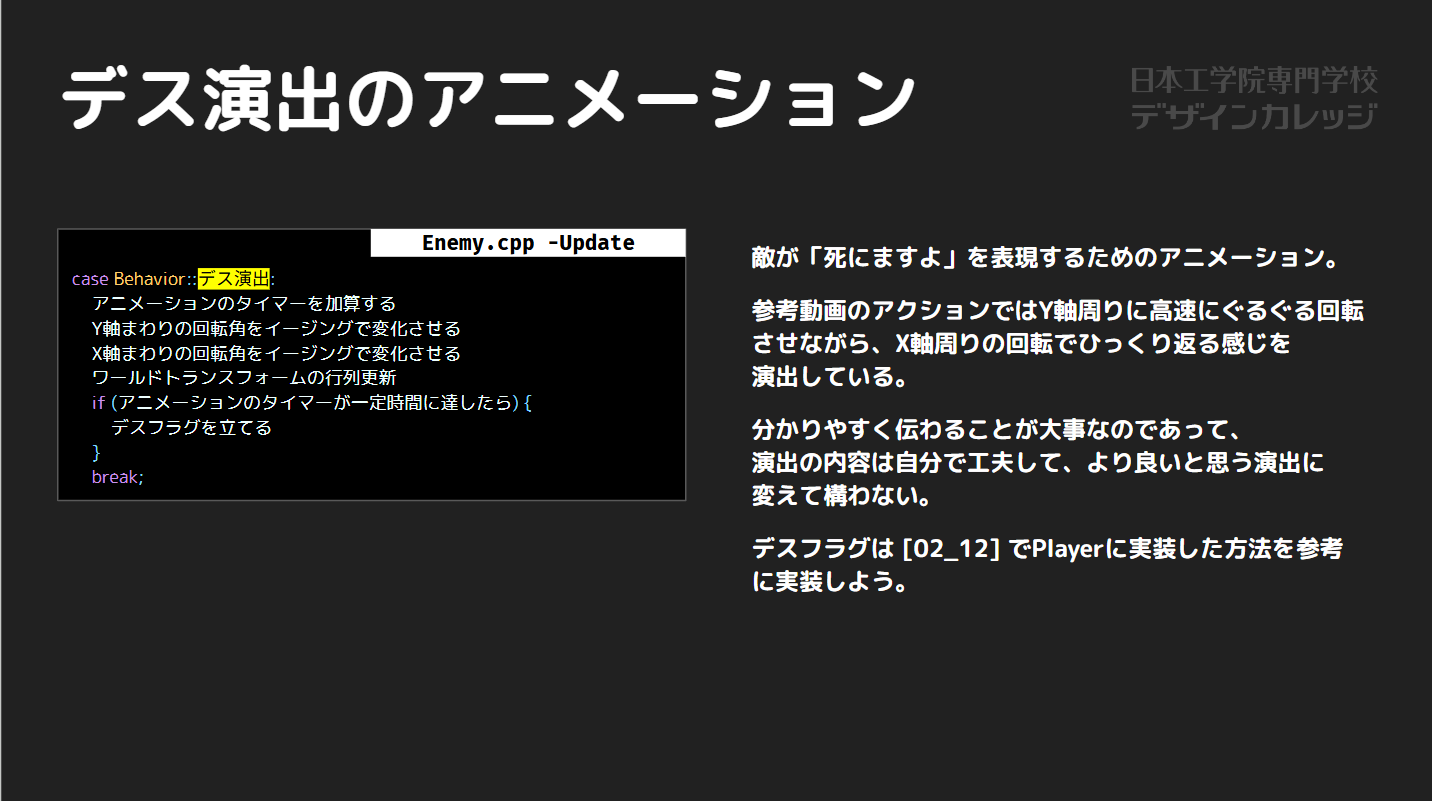 デス演出のアニメーション
日本工学院専門学校
デザインカレッジ
Enemy.cpp -Update
case Behavior::デス演出:
アニメーションのタイマーを加算する
Y軸まわりの回転角をイージングで変化させる
X軸まわりの回転角をイージングで変化させる
ワールドトランスフォームの行列更新
if (アニメーションのタイマーが一定時間に達したら) {
デスフラグを立てる
}
break;
敵が「死にますよ」を表現するためのアニメーション。
参考動画のアクションではY軸周りに高速にぐるぐる回転
させながら、X軸周りの回転でひっくり返る感じを
演出している。
分かりやすく伝わることが大事なのであって、
演出の内容は自分で工夫して、より良いと思う演出に
変えて構わない。
デスフラグは [02_12] でPlayerに実装した方法を参考
に実装しよう。